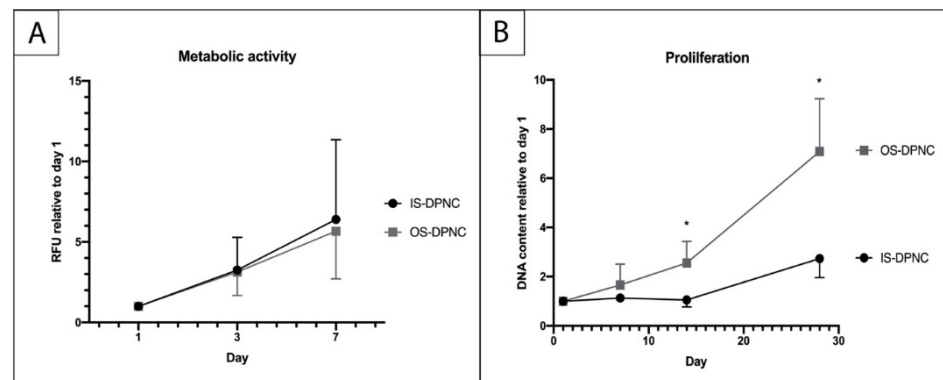 A
Metabolic activity
RFU relative to day 1
15
10
5
0
1
3
7
Day
IS-DPNC
OS-DPNC
B
Prolilferation
DNA content relative to day 1
10
8
6
4
2
0
0
10
20
30
Day
*
*
OS-DPNC
IS-DPNC